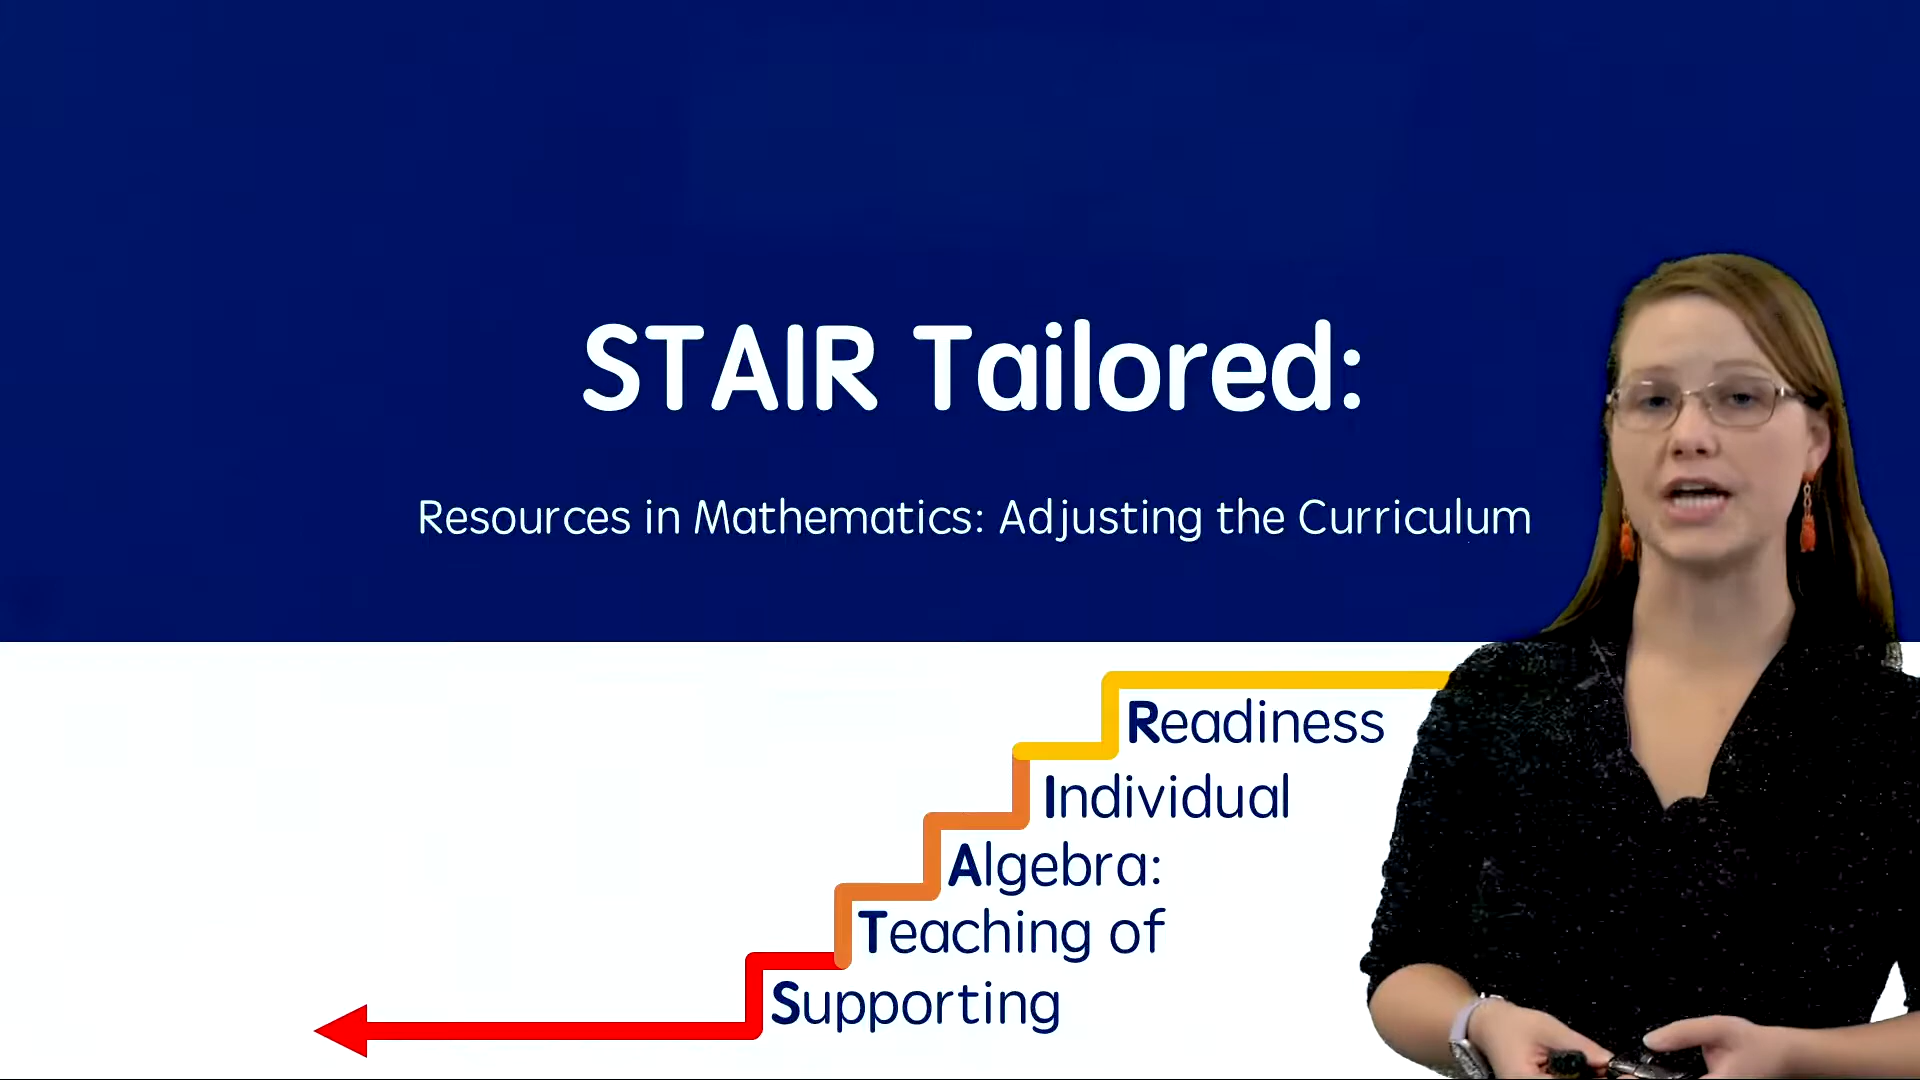 STAIR Tailored:
Resources in Mathematics: Adjusting the Curriculum
Readiness
Individual
Algebra:
Teaching of
Supporting